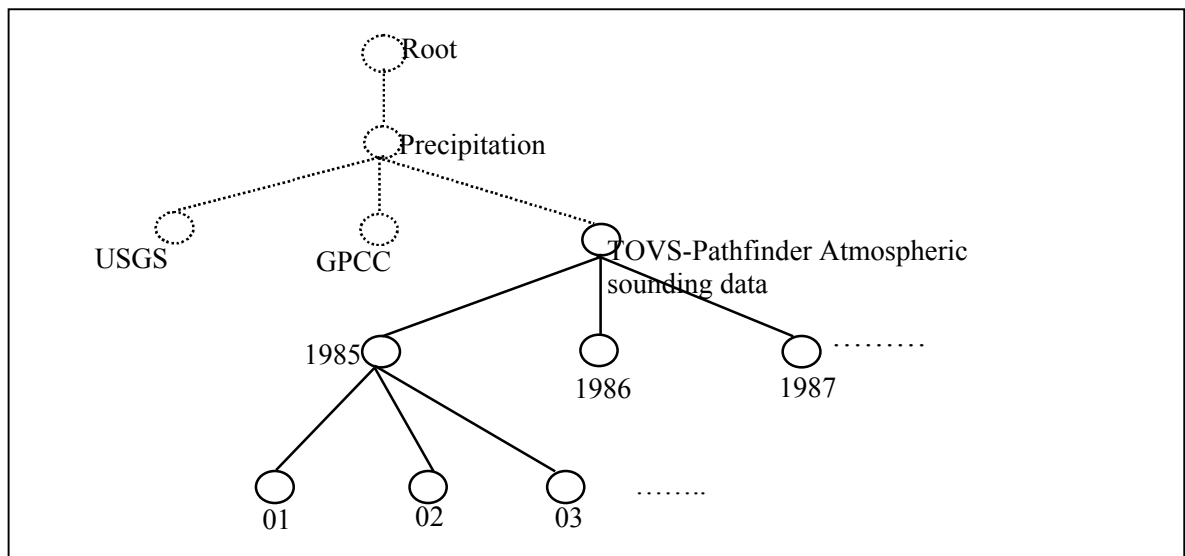 Root
Precipitation
USGS
GPCC
TOVS-Pathfinder Atmospheric
sounding data
1985
1986
1987
………
01
02
03
……..